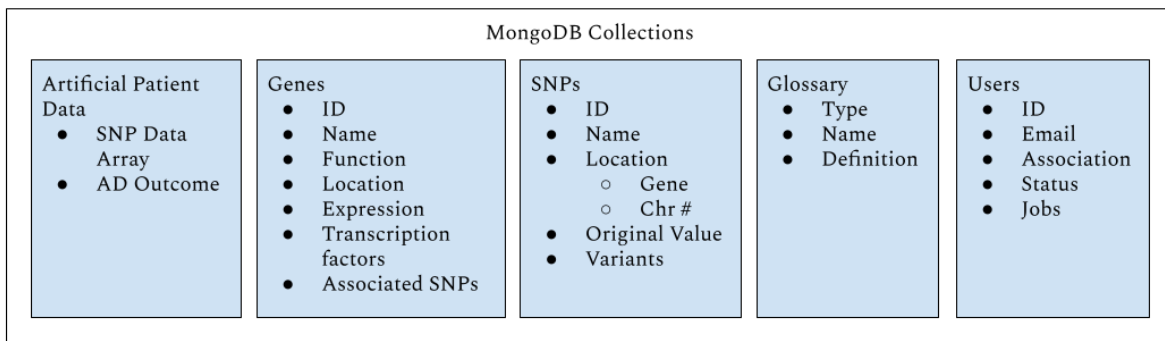 MongoDB Collections
Artificial Patient
Data
● SNP Data
Array
● AD Outcome
Genes
● ID
● Name
● Function
● Location
● Expression
● Transcription
factors
● Associated SNPs
SNPs
● ID
● Name
● Location
○ Gene
○ Chr #
● Original Value
● Variants
Glossary
● Type
● Name
● Definition
Users
● ID
● Email
● Association
● Status
● Jobs